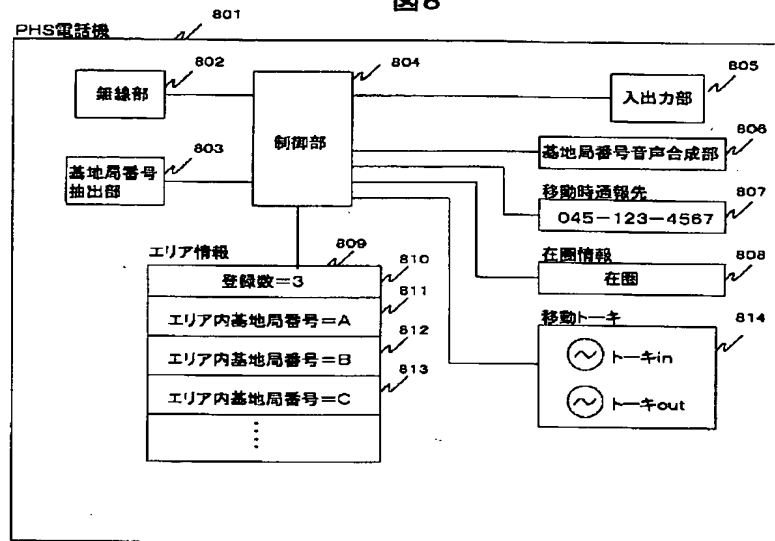 図8
PHS電話機
801
802
無線部
803
基地局番号
抽出部
804
制御部
805
入出力部
806
基地局番号音声合成部
移動時通報先
807
045-123-4567
在圏情報
808
在圏
エリア情報
809
810
登録数=3
811
エリア内基地局番号=A
812
エリア内基地局番号=B
813
エリア内基地局番号=C
移動トーキ
814
トーキin
トーキout